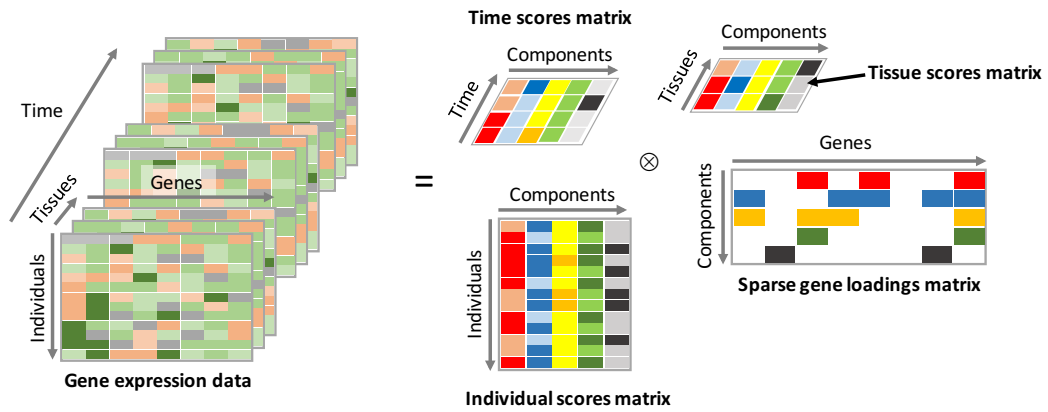 Time scores matrix
Components
Time
Components
Tissues
Tissue scores matrix
Time
Tissues
Genes
Individuals
Gene expression data
=
⊗
Components
Individuals
Individual scores matrix
Genes
Components
Sparse gene loadings matrix